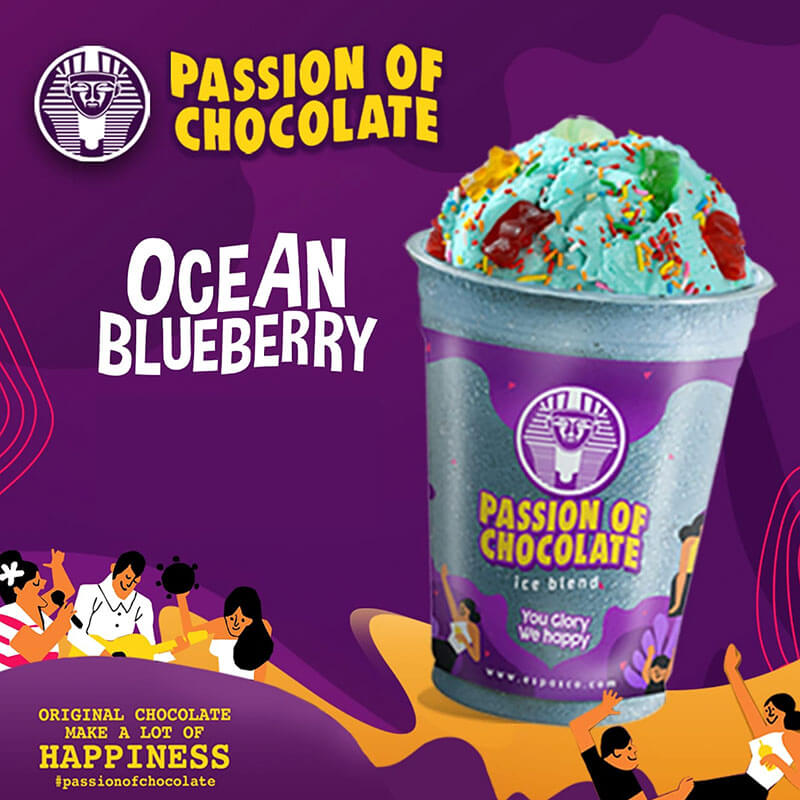 PASSION OF
CHOCOLATE
OCEAN
BLUEBERRY
PASSION OF
CHOCOLATE
ice blend
You Glory
We happy
www.espasco.com
ORIGINAL CHOCOLATE
MAKE A LOT OF
HAPPINESS
#passionofchocolate